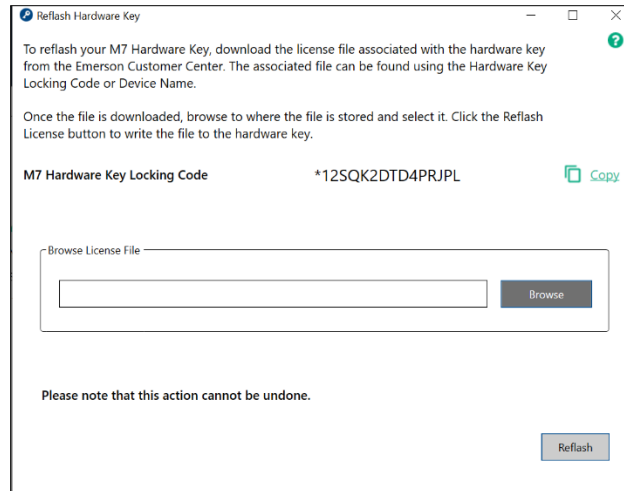 Reflash Hardware Key
To reflash your M7 Hardware Key, download the license file associated with the hardware key
from the Emerson Customer Center. The associated file can be found using the Hardware Key
Locking Code or Device Name.
Once the file is downloaded, browse to where the file is stored and select it. Click the Reflash
License button to write the file to the hardware key.
M7 Hardware Key Locking Code *12SQK2DTD4PRJPL Copy
Browse License File
Browse
Please note that this action cannot be undone.
Reflash